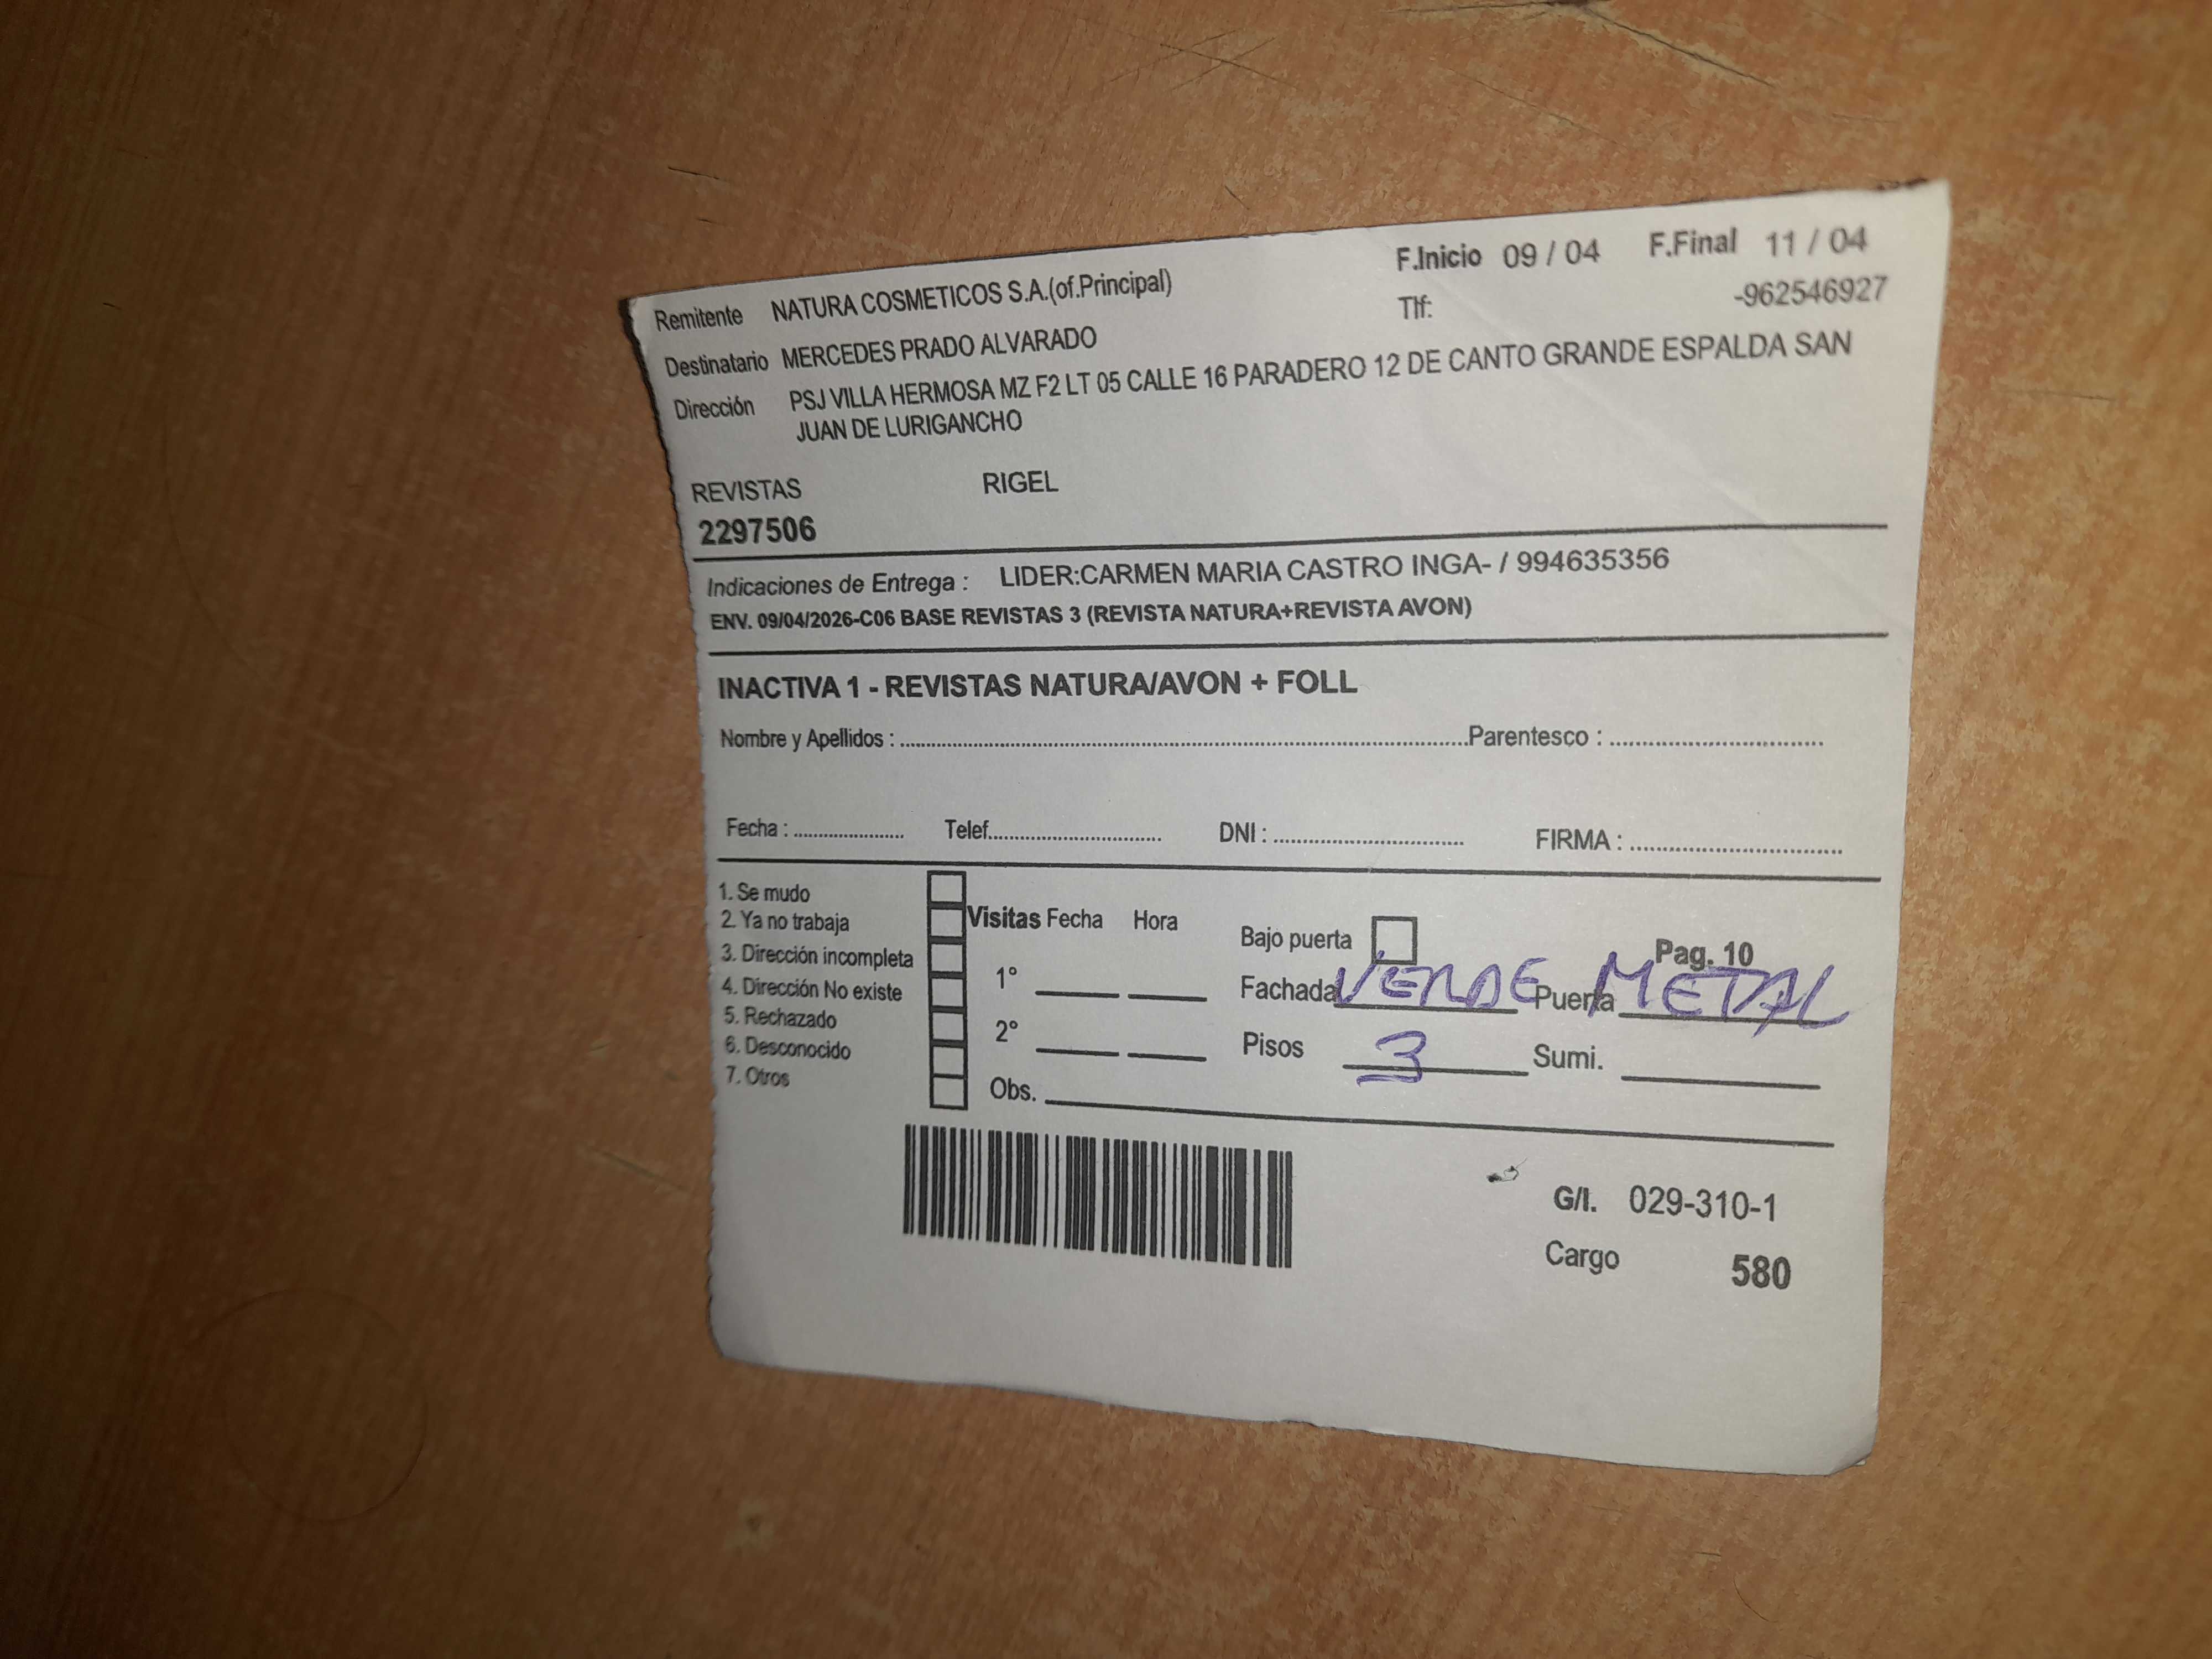 Remitente NATURA COSMETICOS S.A.(of.Principal) F.Inicio 09 / 04 F.Final 11 / 04
Destinatario MERCEDES PRADO ALVARADO Tlf: -962546927
Dirección PSJ VILLA HERMOSA MZ F2 LT 05 CALLE 16 PARADERO 12 DE CANTO GRANDE ESPALDA SAN
JUAN DE LURIGANCHO
REVISTAS RIGEL
2297506
Indicaciones de Entrega : LIDER:CARMEN MARIA CASTRO INGA- / 994635356
ENV. 09/04/2026-C06 BASE REVISTAS 3 (REVISTA NATURA+REVISTA AVON)
INACTIVA 1 - REVISTAS NATURA/AVON + FOLL
Nombre y Apellidos : Parentesco :
Fecha : Telef. DNI : FIRMA :
1. Se mudo
2. Ya no trabaja
3. Dirección incompleta
4. Dirección No existe
5. Rechazado
6. Desconocido
7. Otros
Visitas Fecha Hora
1°
2°
Obs.
Bajo puerta Pag. 10
Fachada VERDE Puerta METAL
Pisos 3 Sumi.
G/I. 029-310-1
Cargo 580